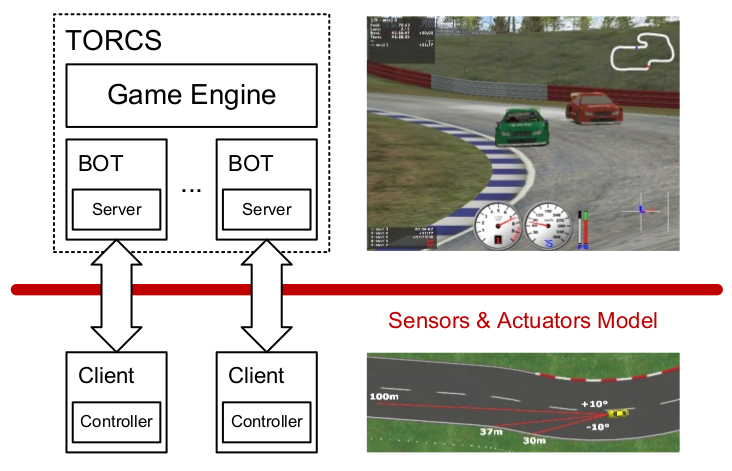 TORCS
Game Engine
BOT
Server
...
BOT
Server
75
Sensors & Actuators Model
Client
Controller
Client
Controller
100m
+10°
-10°
37m
30m